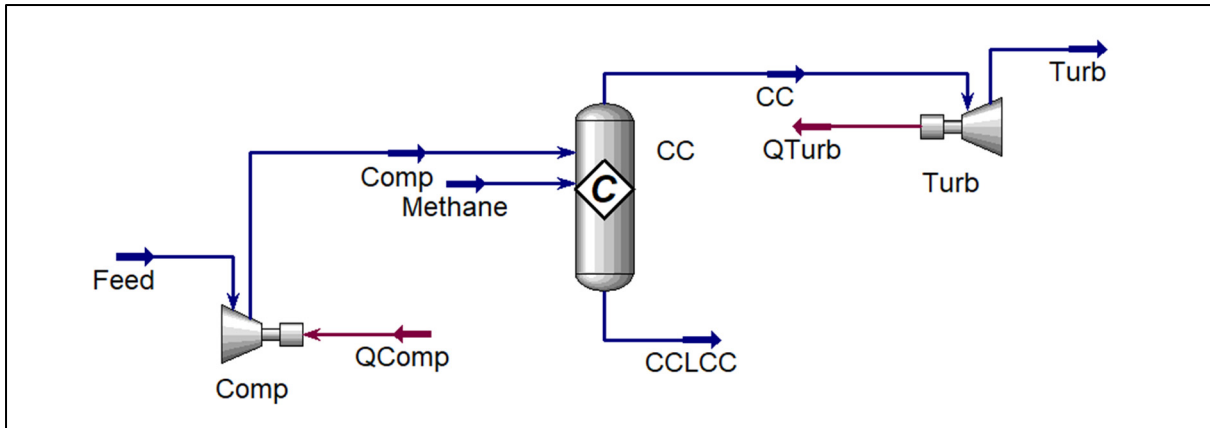 Turb
CC
QTurb
CC
Turb
Comp
Methane
C
Feed
QComp
CCLCC
Comp